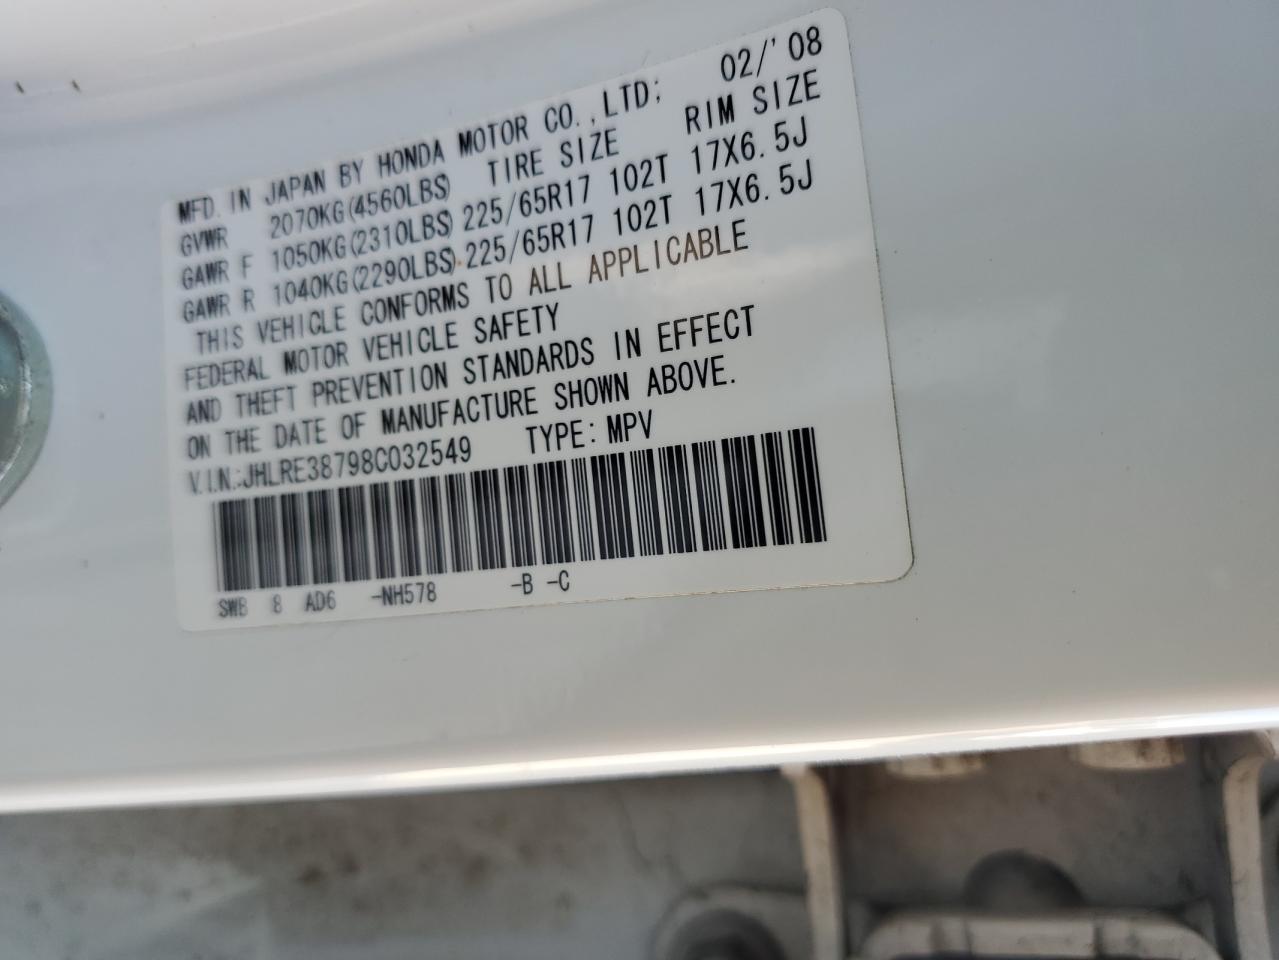 MFD. IN JAPAN BY HONDA MOTOR CO., LTD; 02/'08
GVWR 2070KG(4560LBS) TIRE SIZE RIM SIZE
GAWR F 1050KG(2310LBS) 225/65R17 102T 17X6.5J
GAWR R 1040KG(2290LBS) 225/65R17 102T 17X6.5J
THIS VEHICLE CONFORMS TO ALL APPLICABLE
FEDERAL MOTOR VEHICLE SAFETY
AND THEFT PREVENTION STANDARDS IN EFFECT
ON THE DATE OF MANUFACTURE SHOWN ABOVE.
V.I.N.:JHLRE38798C032549 TYPE: MPV
SWB 8 AD6 -NH578 -B -C